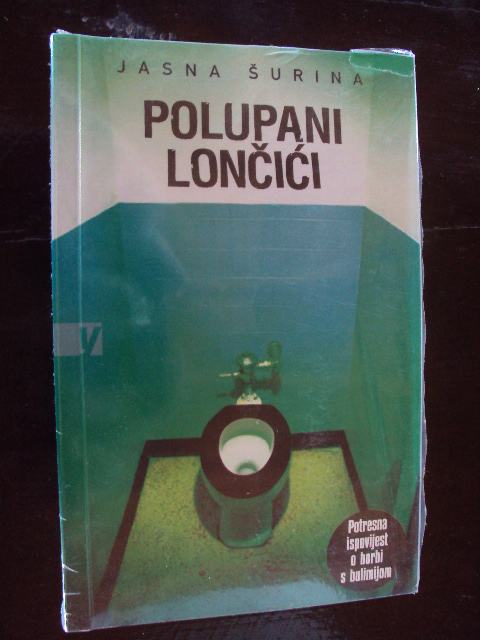 JASNA ŠURINA
POLUPANI
LONČIĆI
y
Potresna
ispovijest
o borbi
s bulimijom